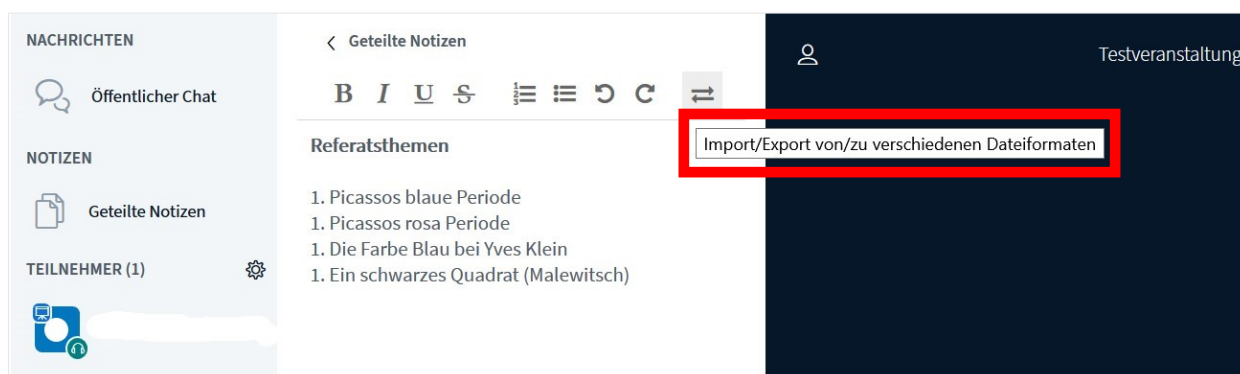 NACHRICHTEN
Öffentlicher Chat
NOTIZEN
Geteilte Notizen
TEILNEHMER (1)
Geteilte Notizen
B I U S
Referatsthemen
1. Picassos blaue Periode
1. Picassos rosa Periode
1. Die Farbe Blau bei Yves Klein
1. Ein schwarzes Quadrat (Malewitsch)
Testveranstaltung
Import/Export von/zu verschiedenen Dateiformaten